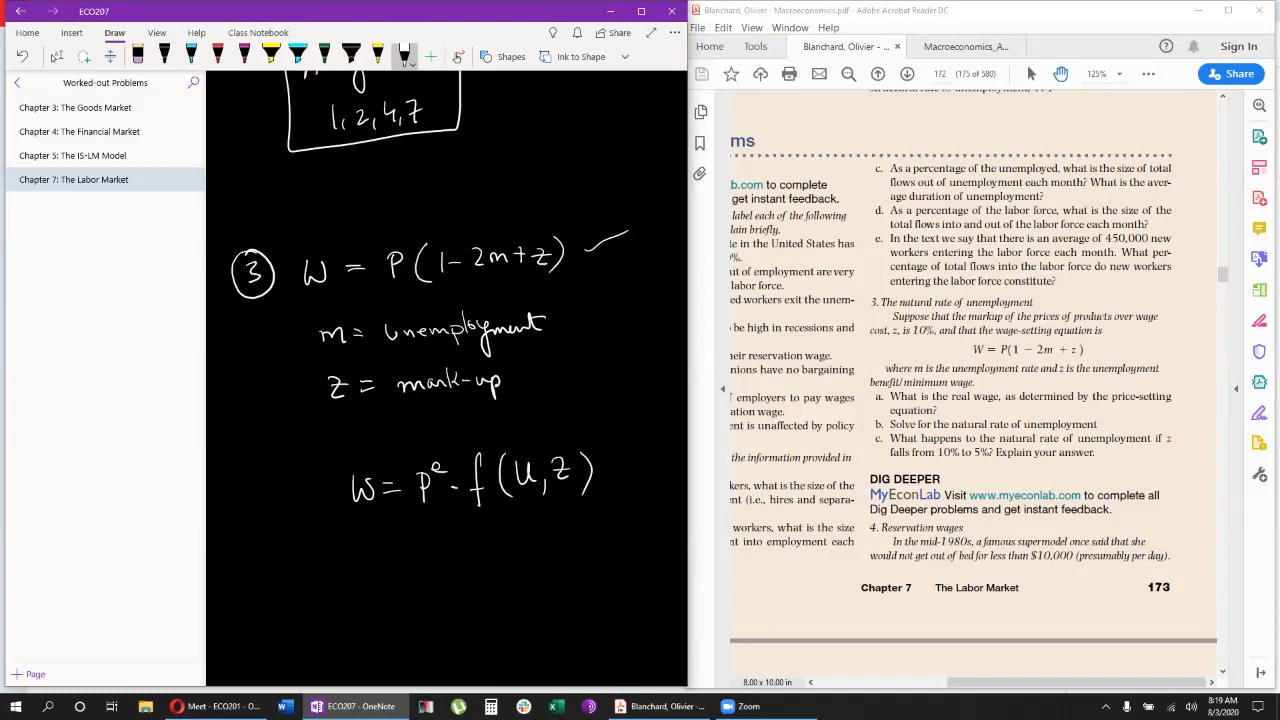 ECO207
Home Insert Draw View Help Class Notebook Share
Shapes Ink to Shape
Worked-out Problems
Chapter 3: The Goods Market
Chapter 4: The Financial Market
Chapter 5: The IS-LM Model
Chapter 7: The Labor Market
Page
1, 2, 4, 7
3 W = P (1 - 2m + z)
m = unemployment
z = mark-up
W = Pe . f (u, z)
Blanchard, Olivier - Macroeconomics.pdf - Adobe Acrobat Reader DC
File Edit View Sign Window Help
Home Tools Blanchard, Olivier - ... Macroeconomics_A... Sign In
172 (175 of 580) 125% Share
ms
b.com to complete
get instant feedback.
label each of the following
lain briefly.
te in the United States has
0%.
out of employment are very
labor force.
ed workers exit the unem-
o be high in recessions and
heir reservation wage.
nions have no bargaining
f employers to pay wages
ation wage.
ent is unaffected by policy
the information provided in
kers, what is the size of the
ent (i.e., hires and separa-
workers, what is the size
nt into employment each
c. As a percentage of the unemployed, what is the size of total
flows out of unemployment each month? What is the aver-
age duration of unemployment?
d. As a percentage of the labor force, what is the size of the
total flows into and out of the labor force each month?
e. In the text we say that there is an average of 450,000 new
workers entering the labor force each month. What per-
centage of total flows into the labor force do new workers
entering the labor force constitute?
3. The natural rate of unemployment
Suppose that the markup of the prices of products over wage
cost, z, is 10%, and that the wage-setting equation is
W = P(1 − 2m + z)
where m is the unemployment rate and z is the unemployment
benefit/minimum wage.
a. What is the real wage, as determined by the price-setting
equation?
b. Solve for the natural rate of unemployment
c. What happens to the natural rate of unemployment if z
falls from 10% to 5%? Explain your answer.
DIG DEEPER
MyEconLab Visit www.myeconlab.com to complete all
Dig Deeper problems and get instant feedback.
4. Reservation wages
In the mid-1980s, a famous supermodel once said that she
would not get out of bed for less than $10,000 (presumably per day).
Chapter 7 The Labor Market 173
8.00 x 10.00 in
Meet - ECO201 - O... ECO207 - OneNote Blanchard, Olivier -... Zoom
8:19 AM
8/3/2020